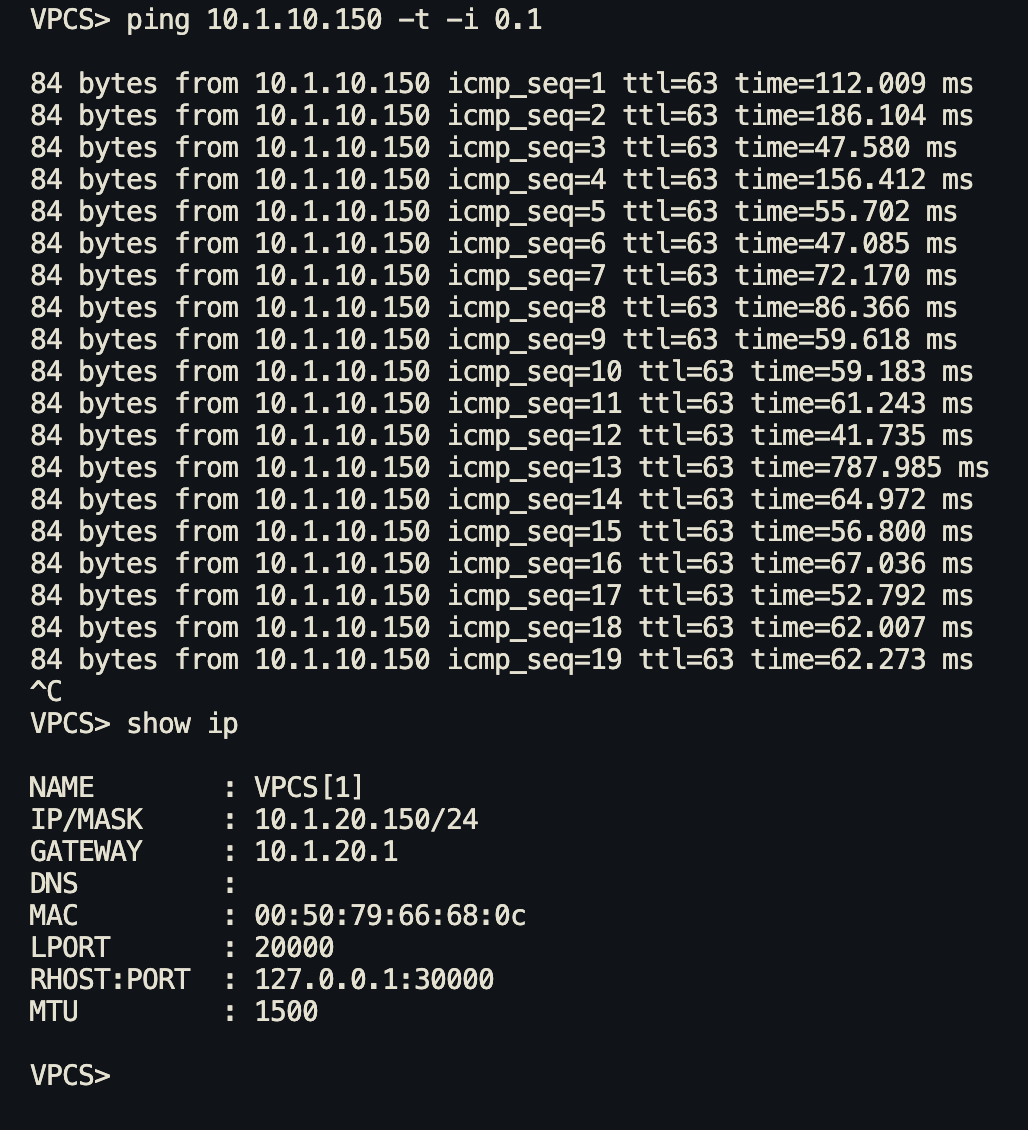 VPCS> ping 10.1.10.150 -t -i 0.1
84 bytes from 10.1.10.150 icmp_seq=1 ttl=63 time=112.009 ms
84 bytes from 10.1.10.150 icmp_seq=2 ttl=63 time=186.104 ms
84 bytes from 10.1.10.150 icmp_seq=3 ttl=63 time=47.580 ms
84 bytes from 10.1.10.150 icmp_seq=4 ttl=63 time=156.412 ms
84 bytes from 10.1.10.150 icmp_seq=5 ttl=63 time=55.702 ms
84 bytes from 10.1.10.150 icmp_seq=6 ttl=63 time=47.085 ms
84 bytes from 10.1.10.150 icmp_seq=7 ttl=63 time=72.170 ms
84 bytes from 10.1.10.150 icmp_seq=8 ttl=63 time=86.366 ms
84 bytes from 10.1.10.150 icmp_seq=9 ttl=63 time=59.618 ms
84 bytes from 10.1.10.150 icmp_seq=10 ttl=63 time=59.183 ms
84 bytes from 10.1.10.150 icmp_seq=11 ttl=63 time=61.243 ms
84 bytes from 10.1.10.150 icmp_seq=12 ttl=63 time=41.735 ms
84 bytes from 10.1.10.150 icmp_seq=13 ttl=63 time=787.985 ms
84 bytes from 10.1.10.150 icmp_seq=14 ttl=63 time=64.972 ms
84 bytes from 10.1.10.150 icmp_seq=15 ttl=63 time=56.800 ms
84 bytes from 10.1.10.150 icmp_seq=16 ttl=63 time=67.036 ms
84 bytes from 10.1.10.150 icmp_seq=17 ttl=63 time=52.792 ms
84 bytes from 10.1.10.150 icmp_seq=18 ttl=63 time=62.007 ms
84 bytes from 10.1.10.150 icmp_seq=19 ttl=63 time=62.273 ms
^C
VPCS> show ip
NAME        : VPCS[1]
IP/MASK     : 10.1.20.150/24
GATEWAY     : 10.1.20.1
DNS         :
MAC         : 00:50:79:66:68:0c
LPORT       : 20000
RHOST:PORT  : 127.0.0.1:30000
MTU         : 1500
VPCS>